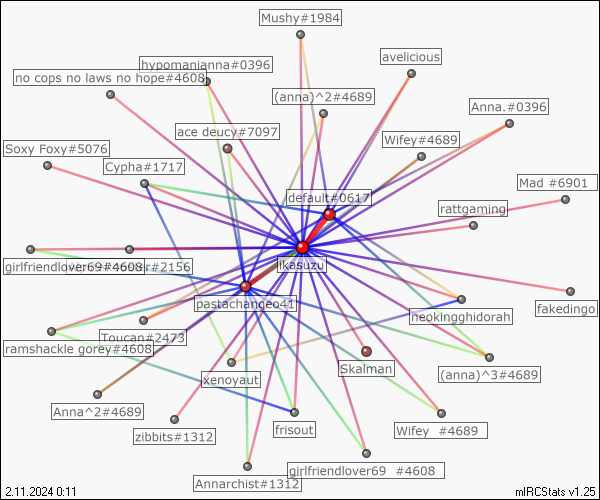 Mushy#1984
avelicious
hypomanianna#0396
no cops no laws no hope#4608
(anna)^2#4689
Anna.#0396
ace deucy#7097
Wifey#4689
Soxy Foxy#5076
Cypha#1717
Mad #6901
default#0617
rattgaming
girlfriendlover69#4608
#2156
ikasuzu
pastachangeo41
fakedingo
neokingghidorah
Toucan#2473
ramshackle gorey#4608
Skalman
(anna)^3#4689
xenoyaut
Anna^2#4689
zibbits#1312
frisout
Wifey #4689
girlfriendlover69 #4608
Annarchist#1312
2.11.2024 0:11
mIRCStats v1.25